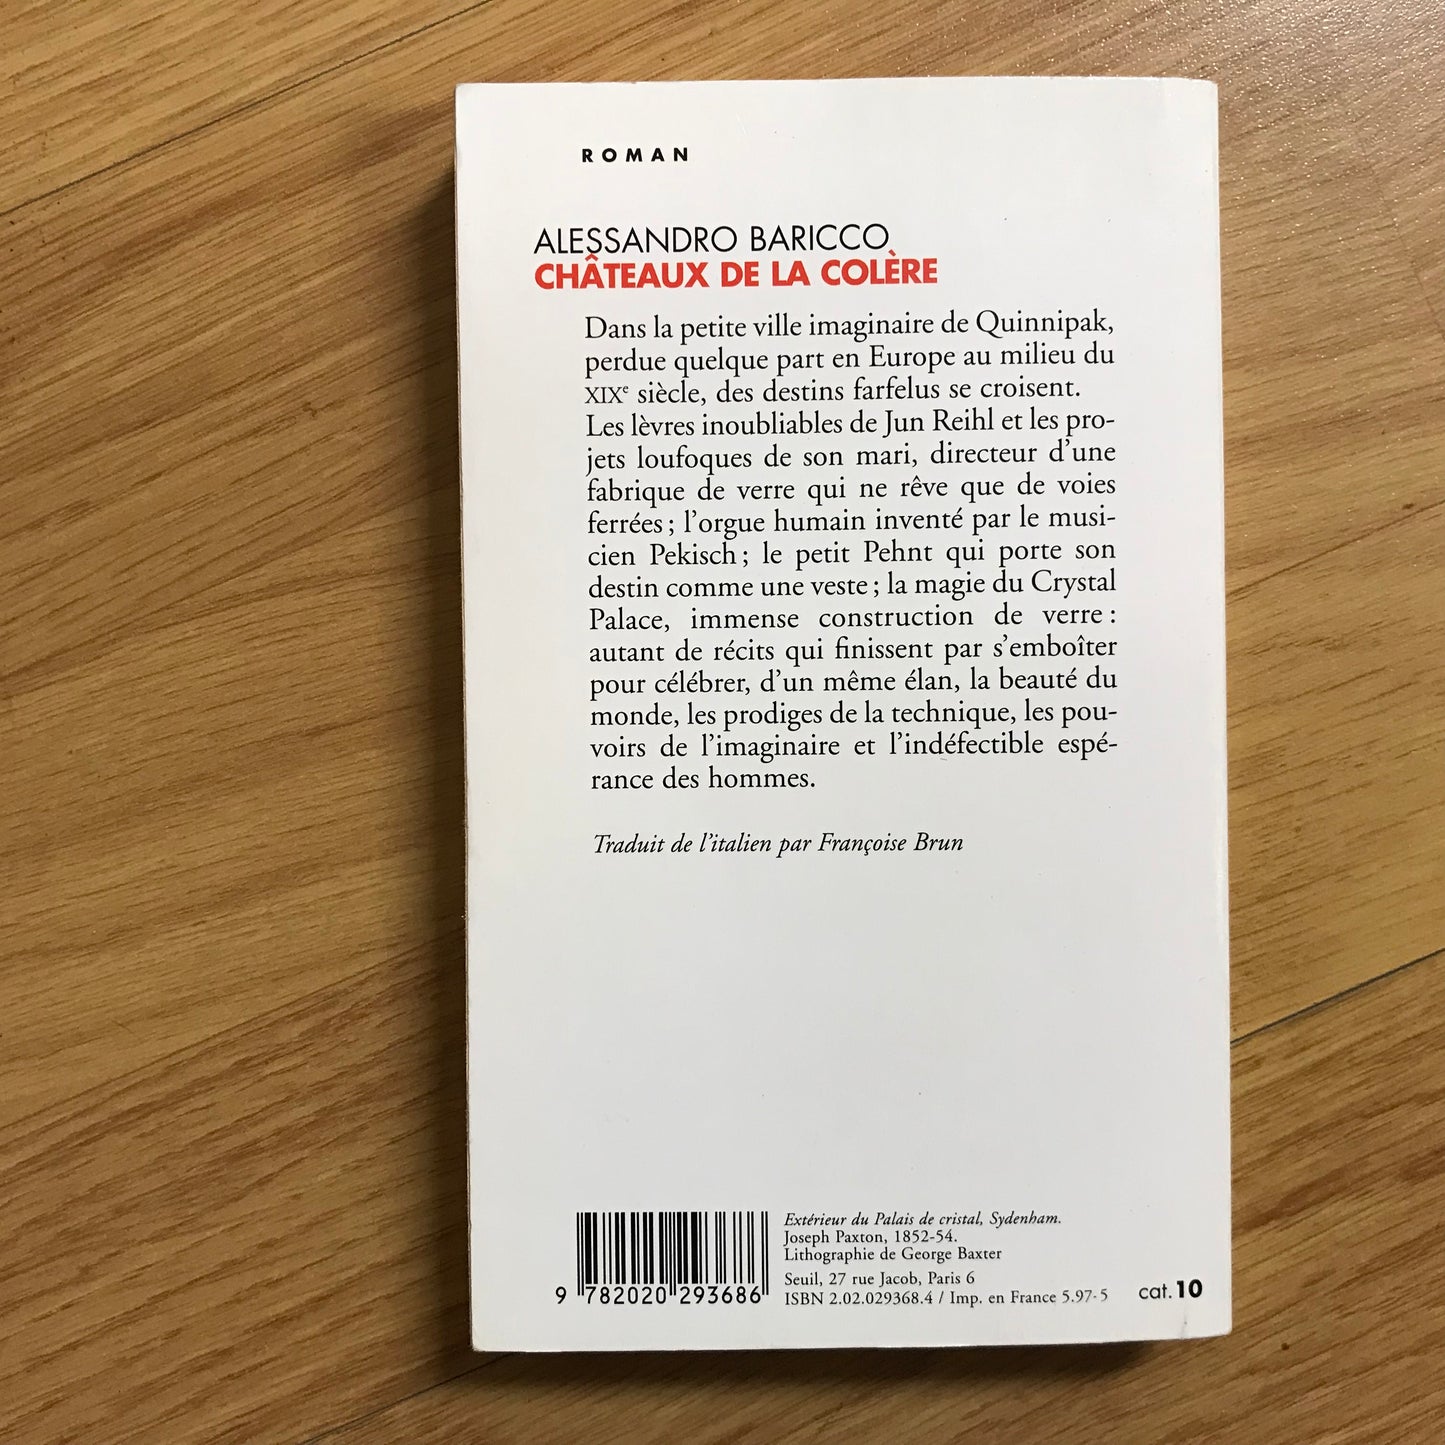 ROMAN
ALESSANDRO BARICCO
CHÂTEAUX DE LA COLÈRE
Dans la petite ville imaginaire de Quinnipak,
perdue quelque part en Europe au milieu du
XIXe siècle, des destins farfelus se croisent.
Les lèvres inoubliables de Jun Reihl et les pro-
jets loufoques de son mari, directeur d'une
fabrique de verre qui ne rêve que de voies
ferrées ; l'orgue humain inventé par le musi-
cien Pekisch ; le petit Pehnt qui porte son
destin comme une veste ; la magie du Crystal
Palace, immense construction de verre :
autant de récits qui finissent par s'emboîter
pour célébrer, d'un même élan, la beauté du
monde, les prodiges de la technique, les pou-
voirs de l'imaginaire et l'indéfectible espé-
rance des hommes.
Traduit de l'italien par Françoise Brun
Extérieur du Palais de cristal, Sydenham.
Joseph Paxton, 1852-54.
Lithographie de George Baxter
Seuil, 27 rue Jacob, Paris 6
ISBN 2.02.029368.4 / Imp. en France 5.97-5
cat.10
9 782020 293686